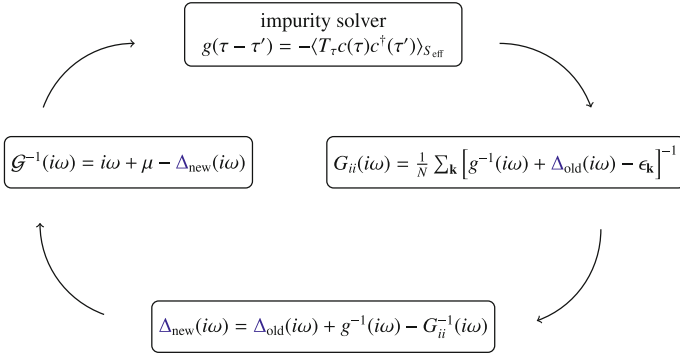 impurity solver
g(τ − τ′) = −⟨T_τ c(τ)c†(τ′)⟩_{S_eff}
𝒢⁻¹(iω) = iω + μ − Δ_new(iω)
G_ii(iω) = 1/N ∑_k [g⁻¹(iω) + Δ_old(iω) − ϵ_k]⁻¹
Δ_new(iω) = Δ_old(iω) + g⁻¹(iω) − G_ii⁻¹(iω)